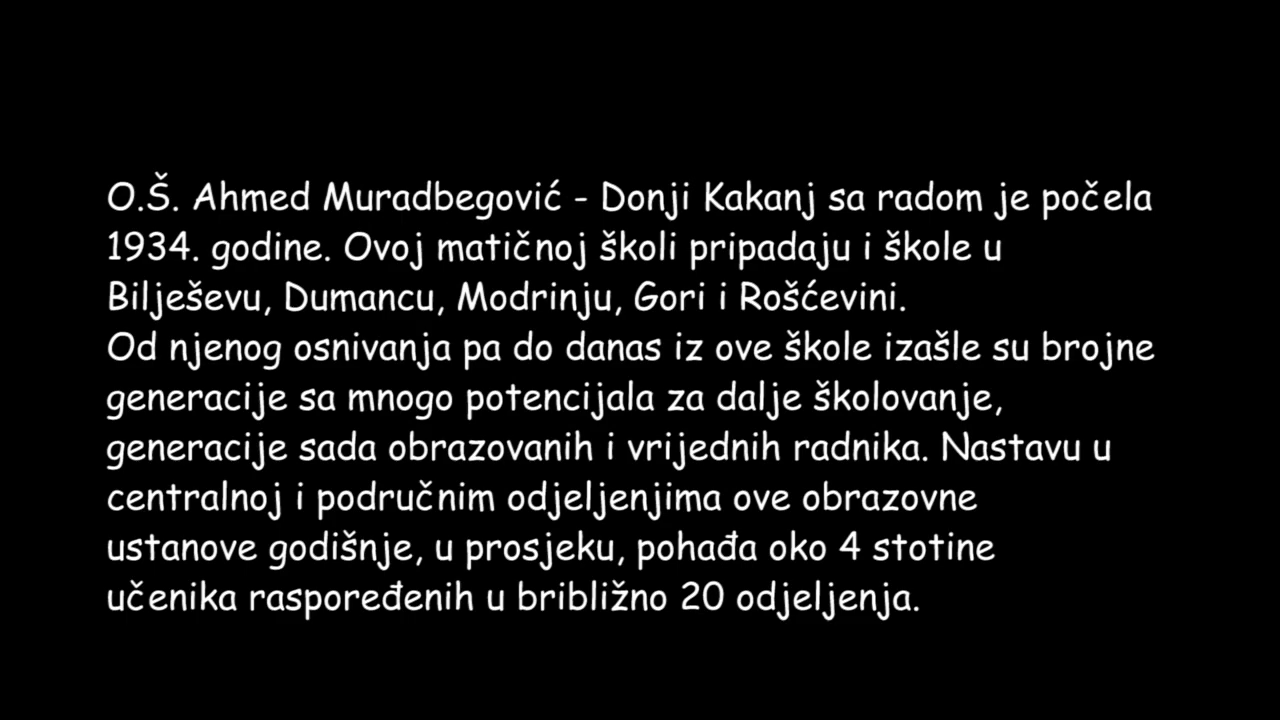 O.Š. Ahmed Muradbegović - Donji Kakanj sa radom je počela
1934. godine. Ovoj matičnoj školi pripadaju i škole u
Bilješevu, Dumancu, Modrinju, Gori i Rošćevini.
Od njenog osnivanja pa do danas iz ove škole izašle su brojne
generacije sa mnogo potencijala za dalje školovanje,
generacije sada obrazovanih i vrijednih radnika. Nastavu u
centralnoj i područnim odjeljenjima ove obrazovne
ustanove godišnje, u prosjeku, pohađa oko 4 stotine
učenika raspoređenih u bribližno 20 odjeljenja.